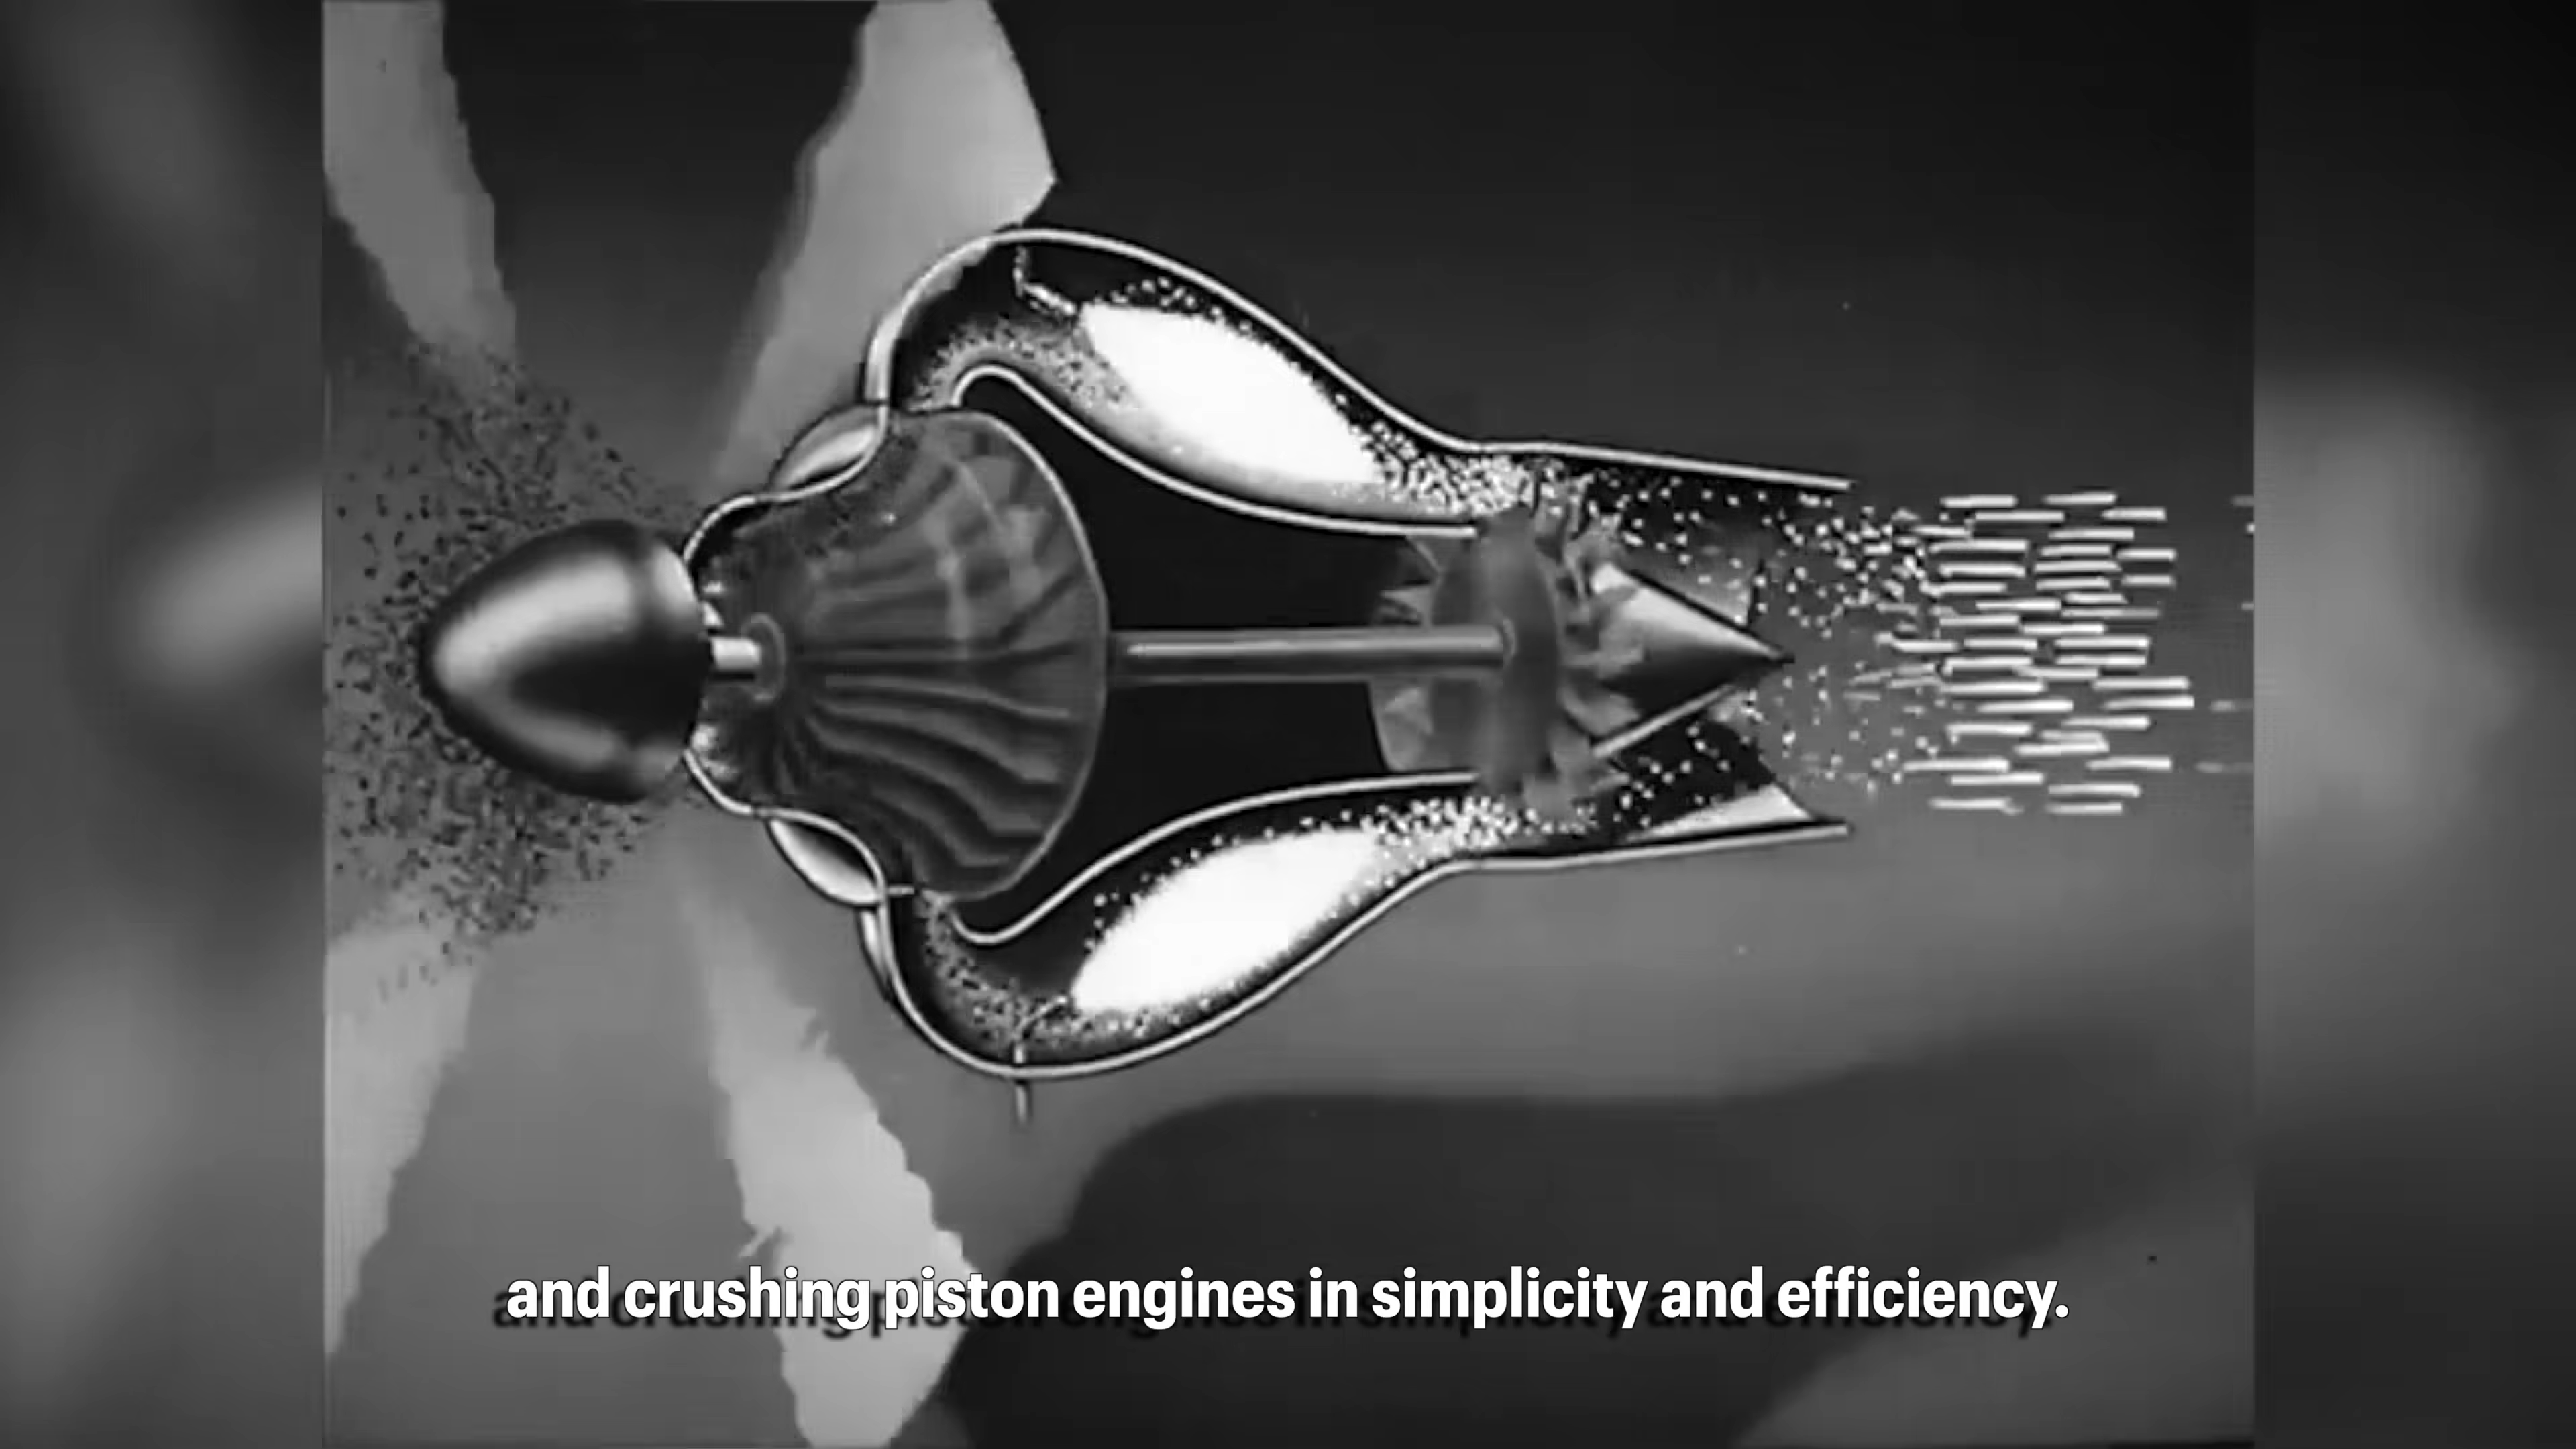 and crushing piston engines in simplicity and efficiency.